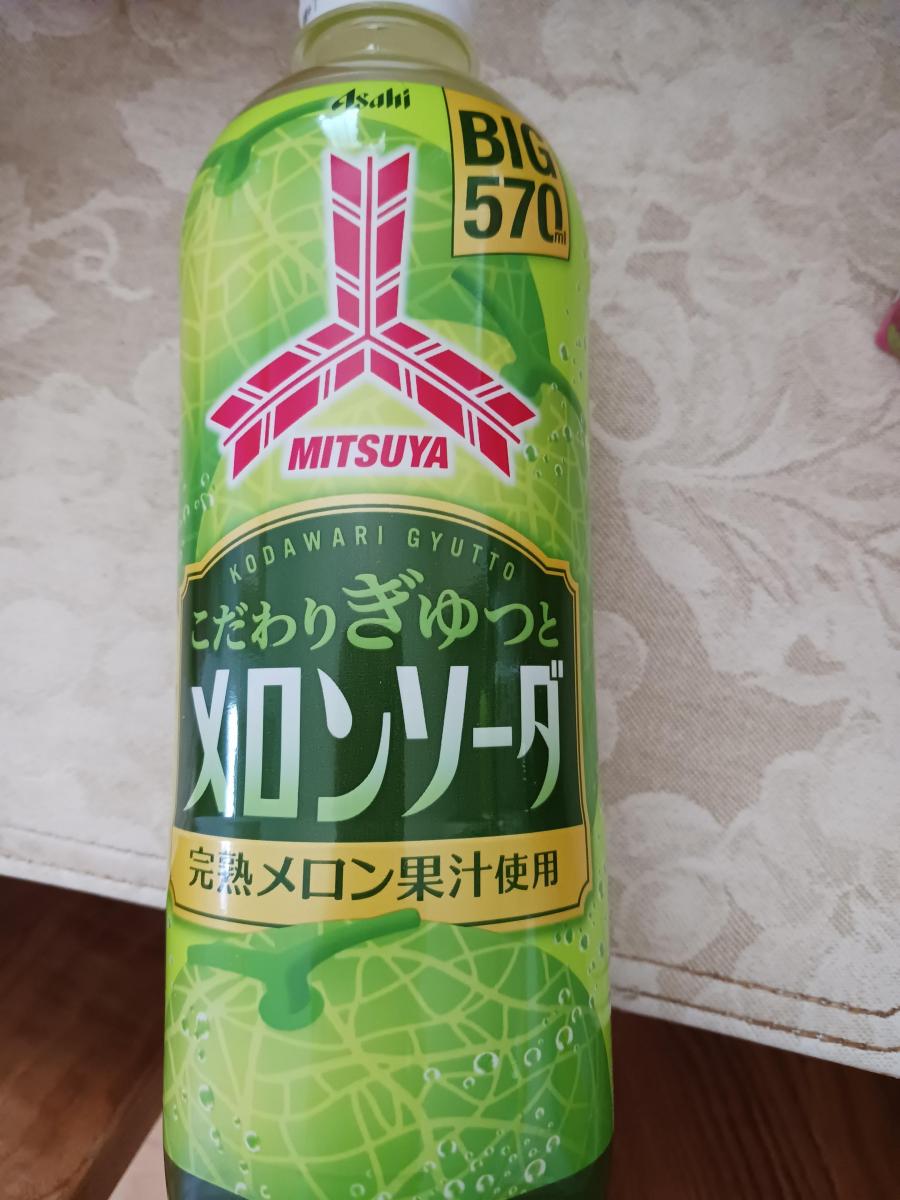 Asahi
BIG
570ml
MITSUYA
KODAWARI GYUTTO
こだわりぎゅっと
メロンソーダ
完熟メロン果汁使用